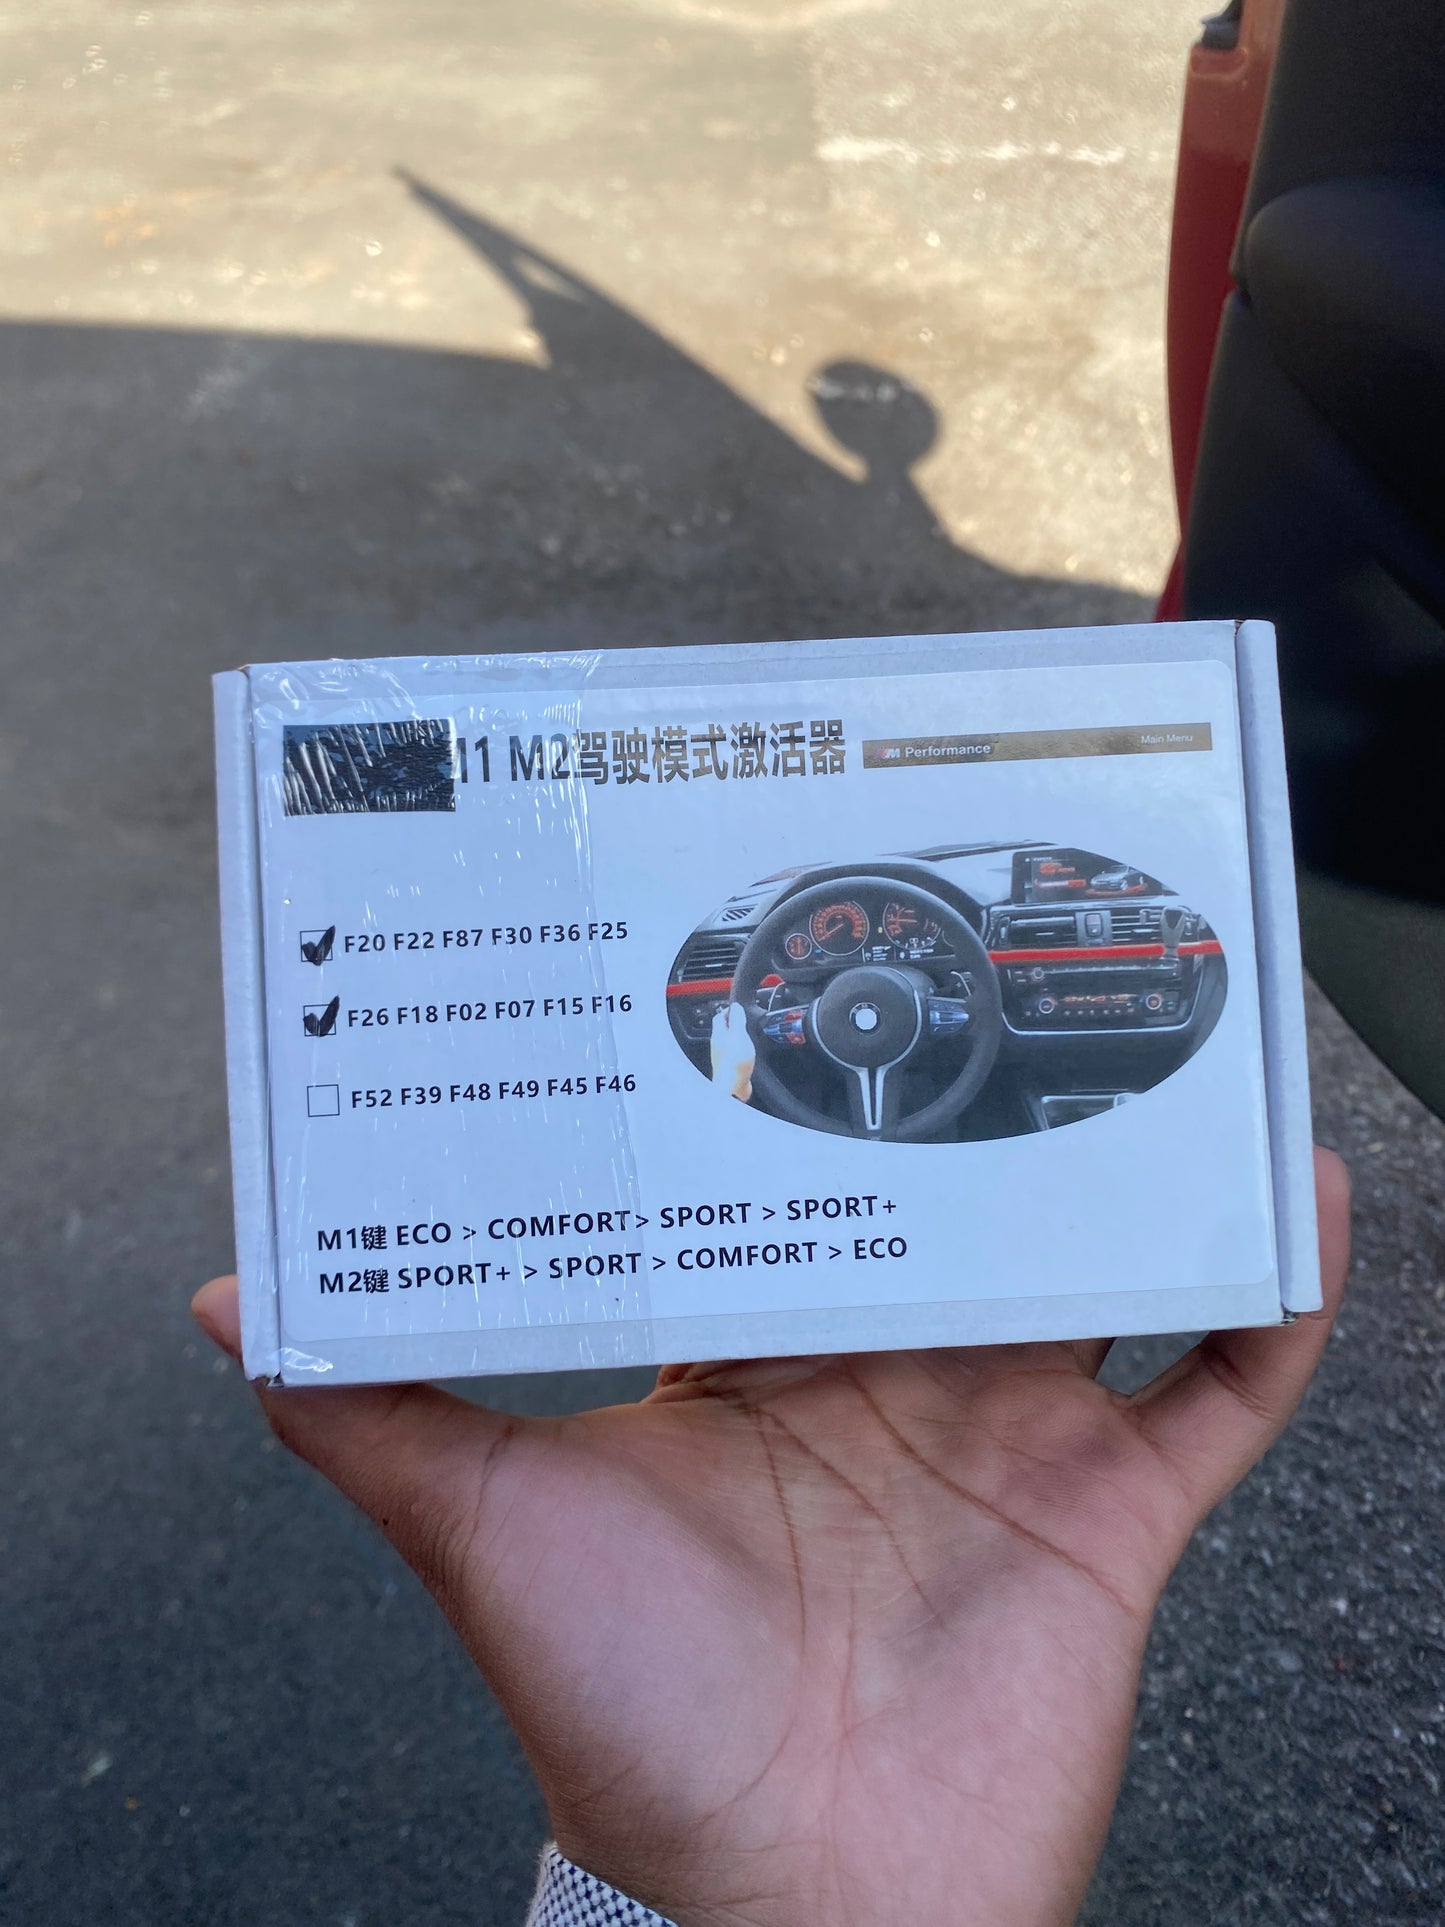 M1 M2驾驶模式激活器
M Performance
Main Menu
F20 F22 F87 F30 F36 F25
F26 F18 F02 F07 F15 F16
F52 F39 F48 F49 F45 F46
M1键 ECO > COMFORT> SPORT > SPORT+
M2键 SPORT+ > SPORT > COMFORT > ECO